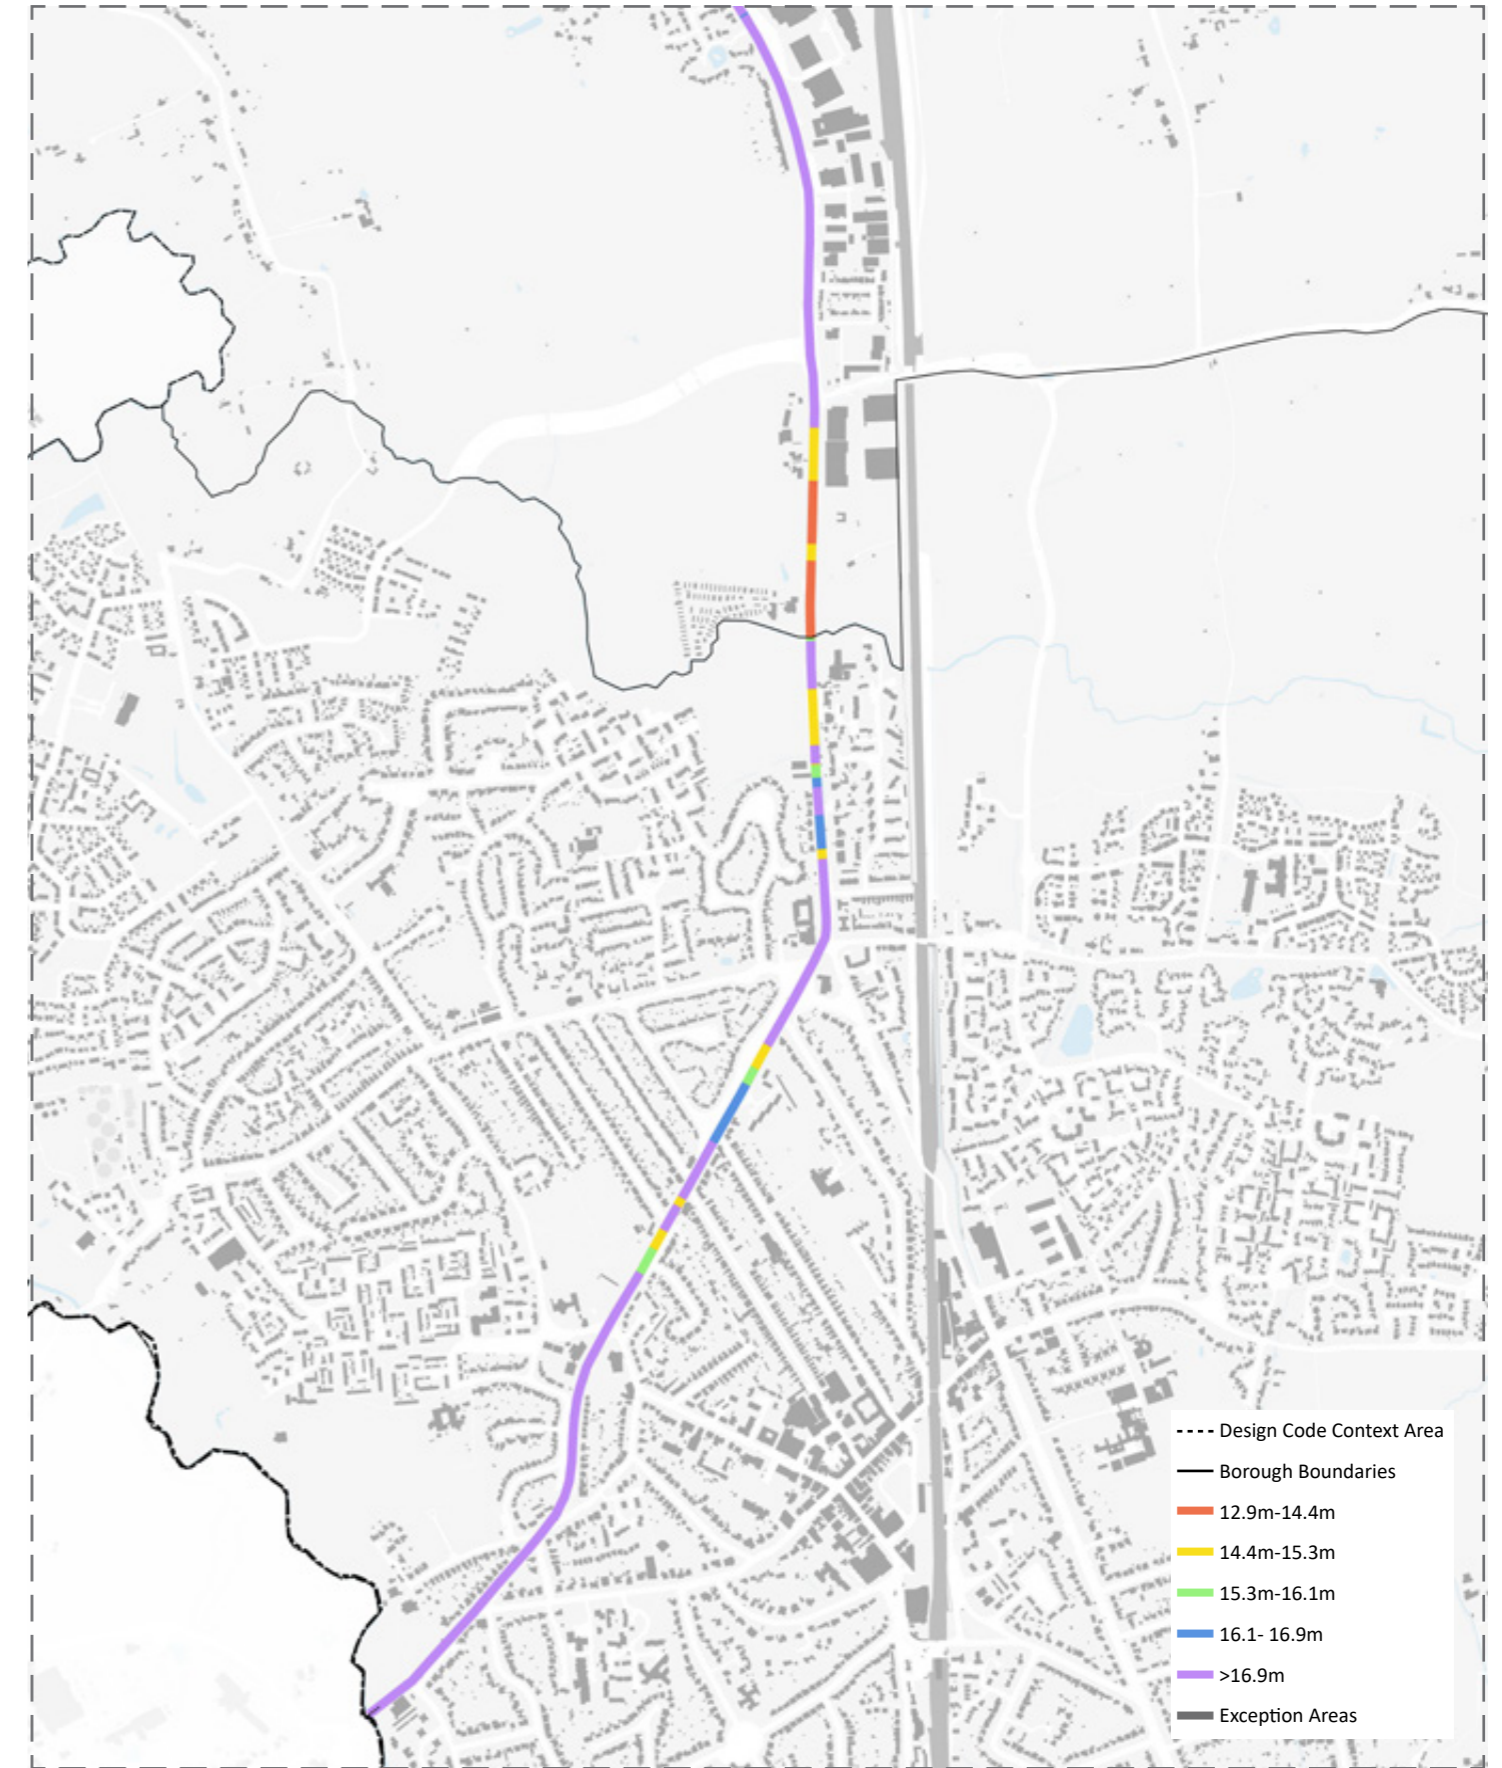 Design Code Context Area
Borough Boundaries
12.9m-14.4m
14.4m-15.3m
15.3m-16.1m
16.1- 16.9m
>16.9m
Exception Areas